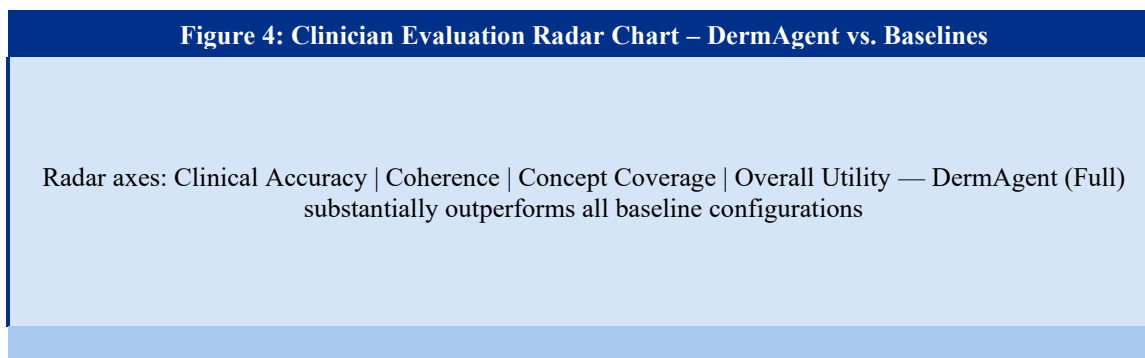 Figure 4: Clinician Evaluation Radar Chart – DermAgent vs. Baselines
Radar axes: Clinical Accuracy | Coherence | Concept Coverage | Overall Utility — DermAgent (Full)
substantially outperforms all baseline configurations